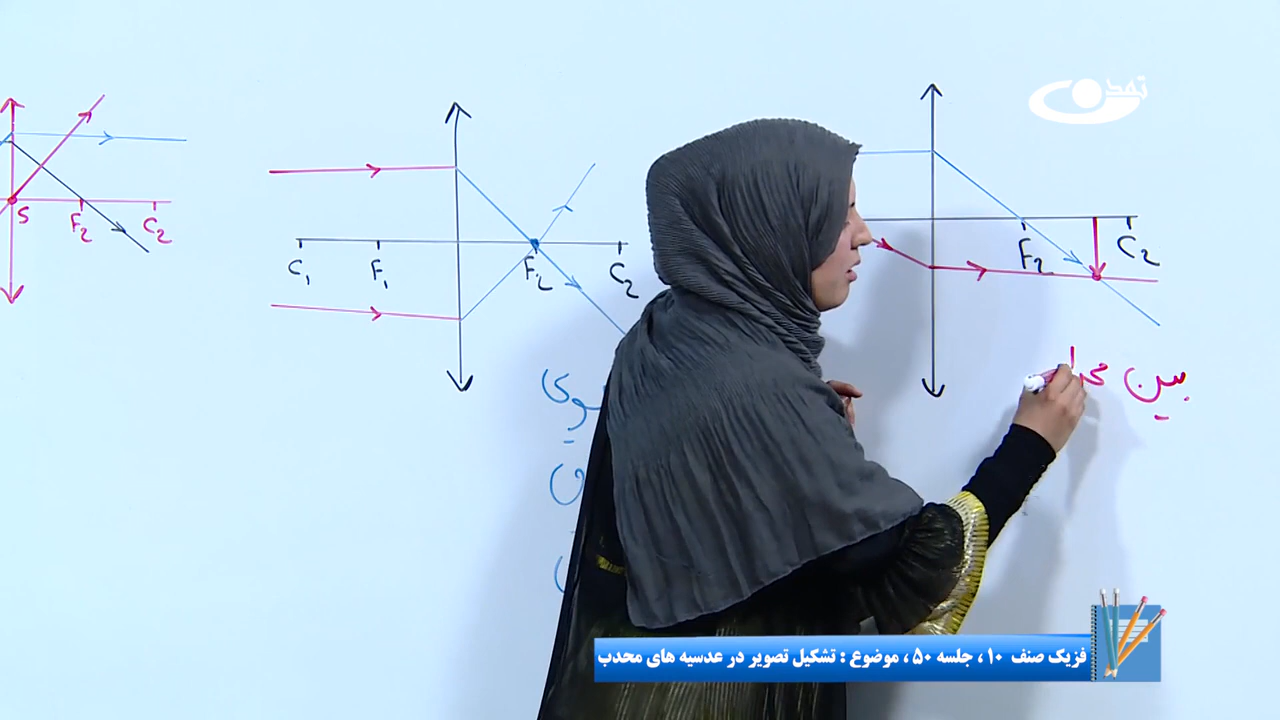 تمدن
S
F2
C2
C1
F1
F2
C2
F2
C2
بین محرا
فزیک صنف ۱۰ ، جلسه ۵۰ ، موضوع : تشکیل تصویر در عدسیه های محدب